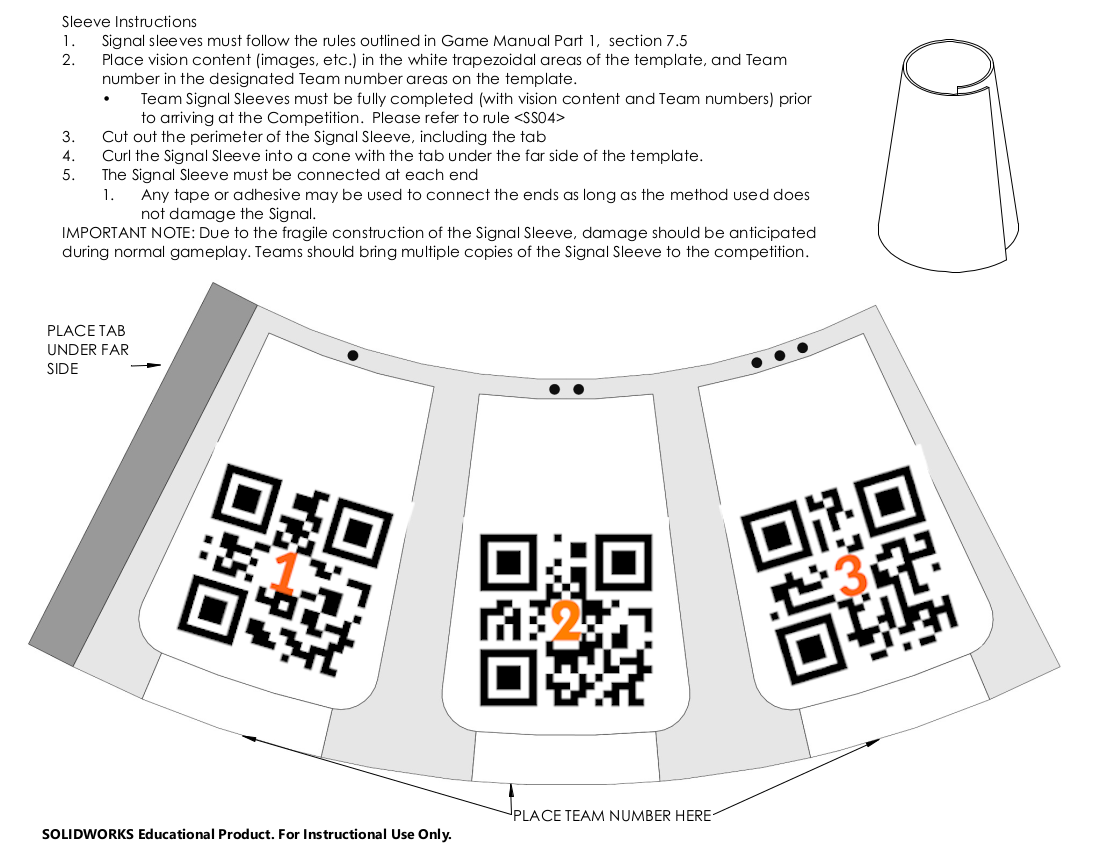 Sleeve Instructions
1. Signal sleeves must follow the rules outlined in Game Manual Part 1, section 7.5
2. Place vision content (images, etc.) in the white trapezoidal areas of the template, and Team
number in the designated Team number areas on the template.
• Team Signal Sleeves must be fully completed (with vision content and Team numbers) prior
to arriving at the Competition. Please refer to rule <SS04>
3. Cut out the perimeter of the Signal Sleeve, including the tab
4. Curl the Signal Sleeve into a cone with the tab under the far side of the template.
5. The Signal Sleeve must be connected at each end
1. Any tape or adhesive may be used to connect the ends as long as the method used does
not damage the Signal.
IMPORTANT NOTE: Due to the fragile construction of the Signal Sleeve, damage should be anticipated
during normal gameplay. Teams should bring multiple copies of the Signal Sleeve to the competition.
PLACE TAB
UNDER FAR
SIDE
1
2
3
PLACE TEAM NUMBER HERE
SOLIDWORKS Educational Product. For Instructional Use Only.